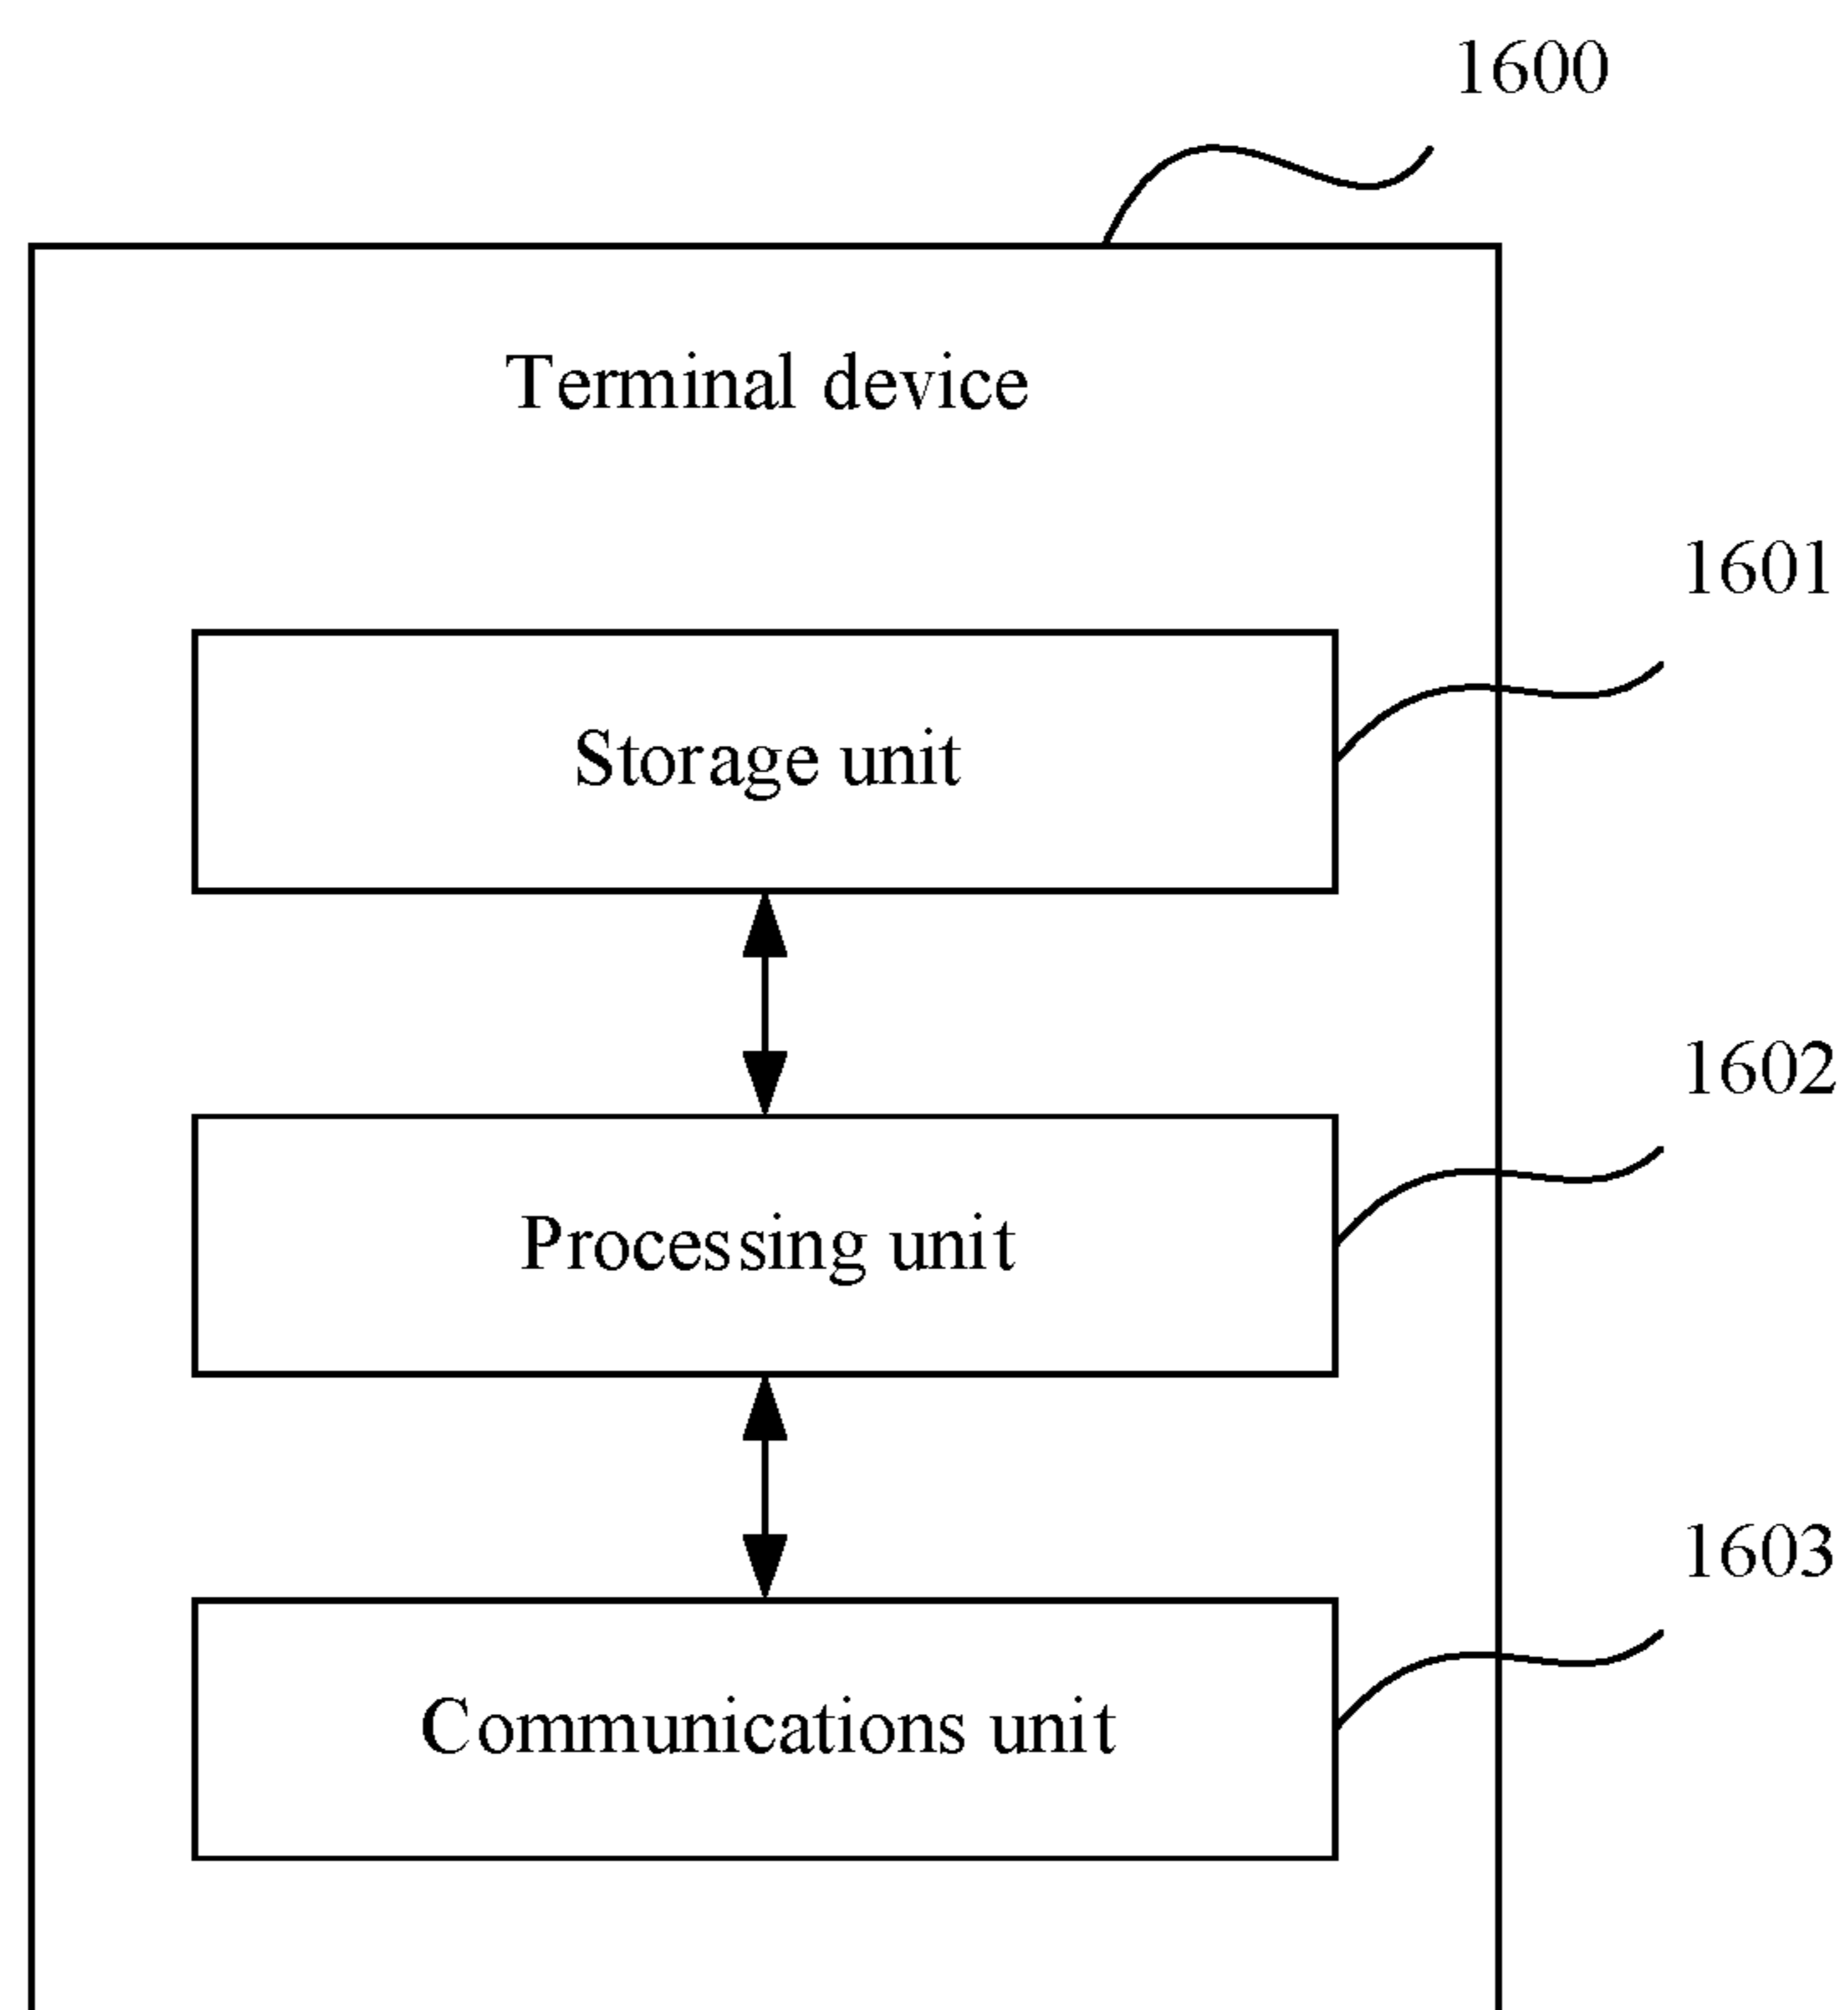 1600
Terminal device
1601
Storage unit
1602
Processing unit
1603
Communications unit